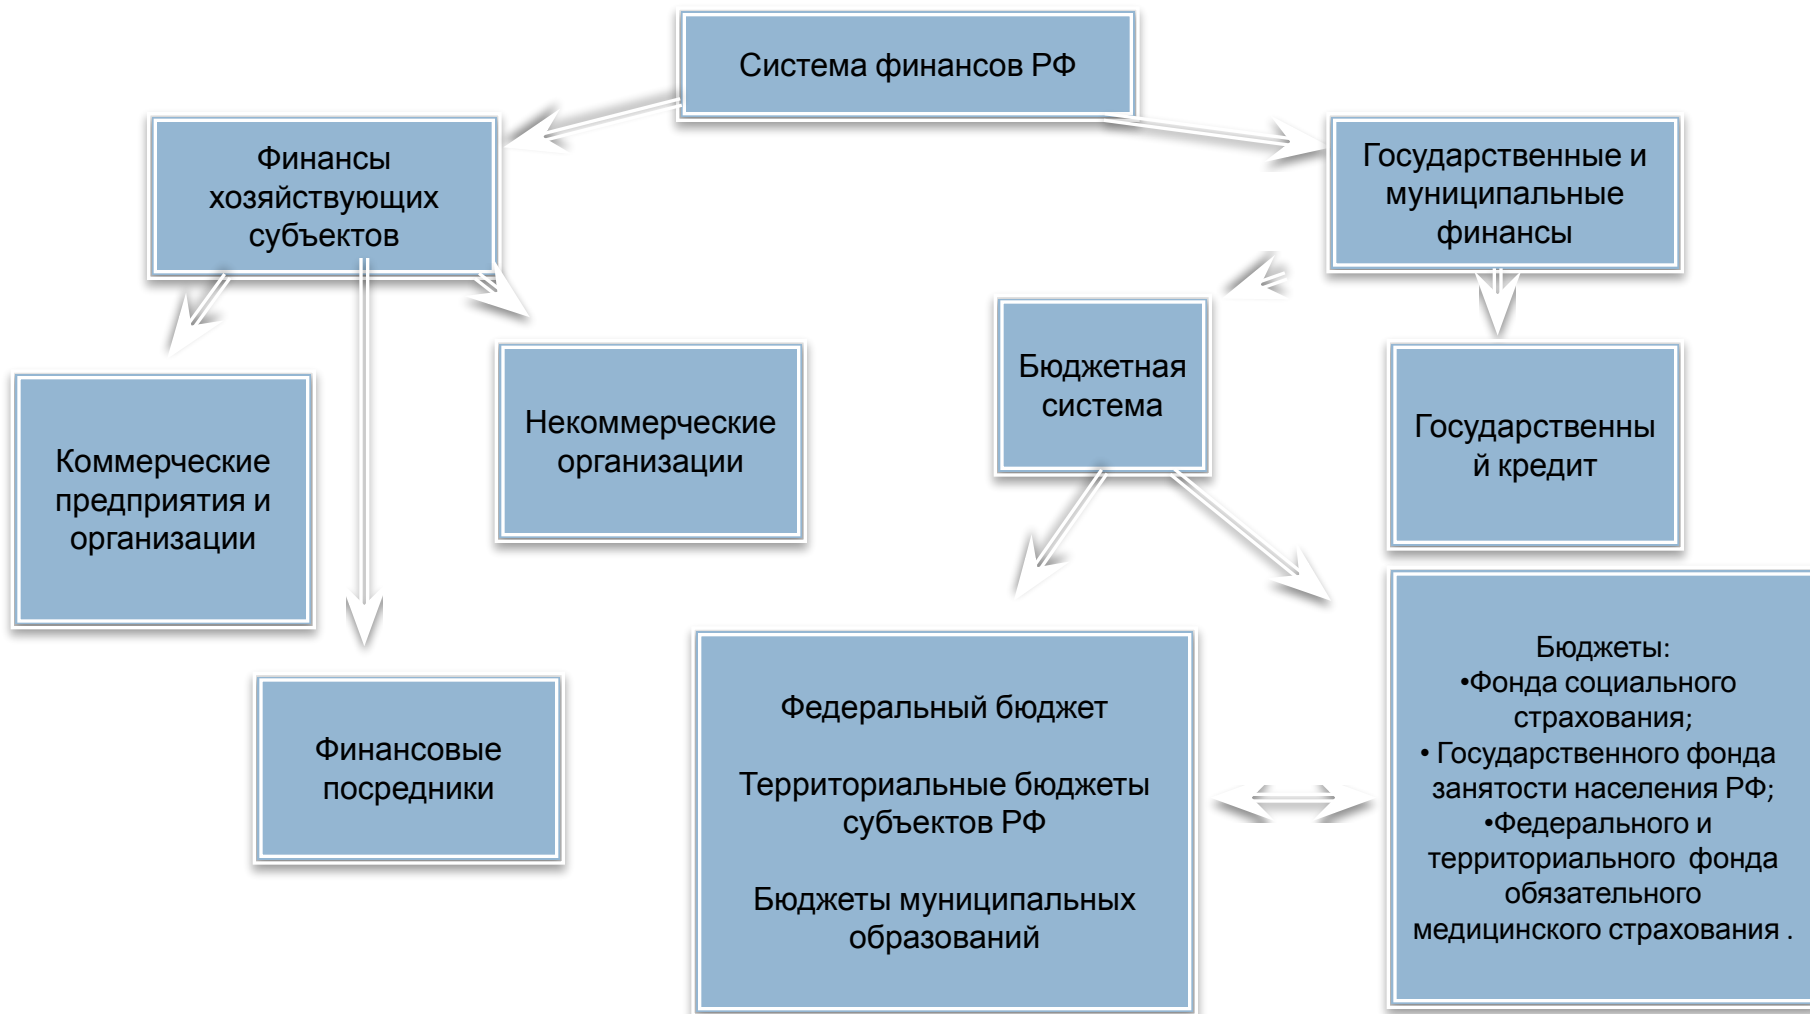 Система финансов РФ
Финансы
хозяйствующих
субъектов
Государственные и
муниципальные
финансы
Коммерческие
предприятия и
организации
Некоммерческие
организации
Финансовые
посредники
Бюджетная
система
Государственны
й кредит
Федеральный бюджет
Территориальные бюджеты
субъектов РФ
Бюджеты муниципальных
образований
Бюджеты:
•Фонда социального
страхования;
• Государственного фонда
занятости населения РФ;
•Федерального и
территориального фонда
обязательного
медицинского страхования .